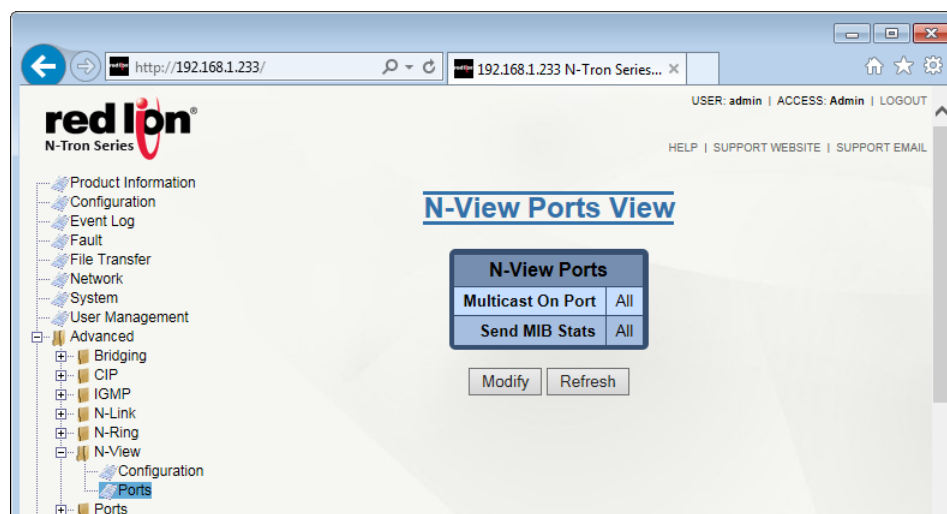 http://192.168.1.233/
192.168.1.233 N-Tron Series...
USER: admin | ACCESS: Admin | LOGOUT
red lion®
N-Tron Series
HELP | SUPPORT WEBSITE | SUPPORT EMAIL
Product Information
Configuration
Event Log
Fault
File Transfer
Network
System
User Management
Advanced
Bridging
CIP
IGMP
N-Link
N-Ring
N-View
Configuration
Ports
Ports
N-View Ports View
N-View Ports
Multicast On Port All
Send MIB Stats All
Modify Refresh